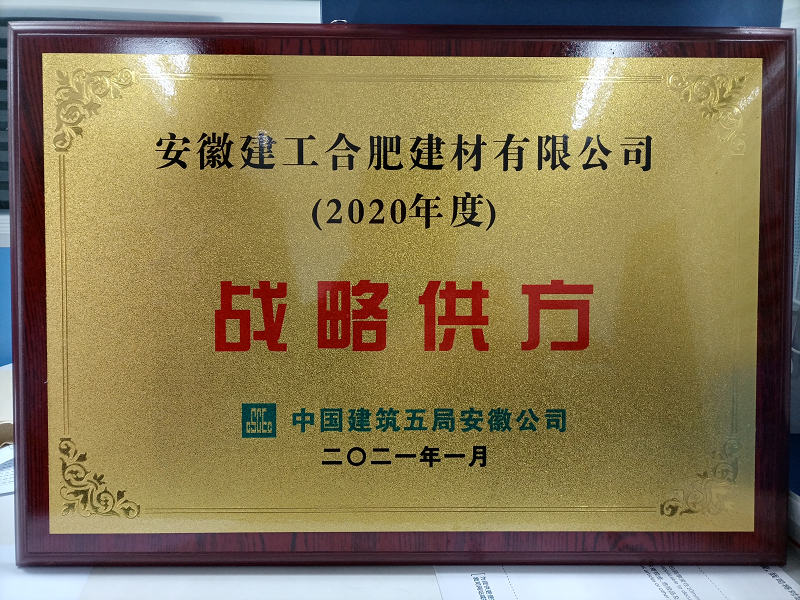 安徽建工合肥建材有限公司
(2020年度)
战略供方
CSCEC 中国建筑五局安徽公司
二〇二一年一月